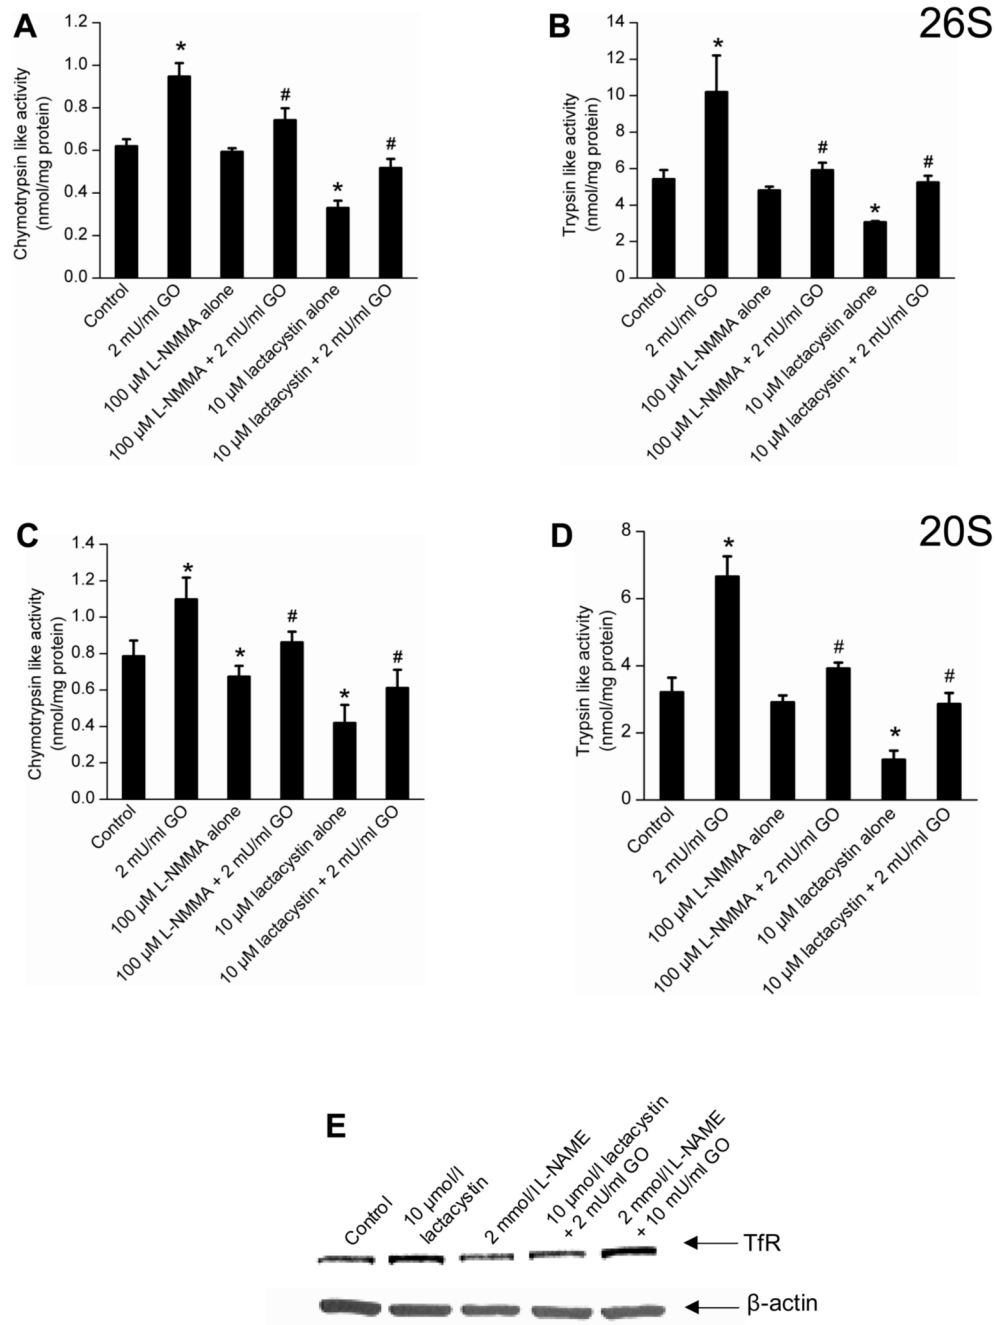 A
1.2
1.0
0.8
0.6
0.4
0.2
0.0
Chymotrypsin like activity
(nmol/mg protein)
*
#
*
#
Control
2 mU/ml GO
100 µM L-NMMA alone
100 µM L-NMMA + 2 mU/ml GO
10 µM lactacystin alone
10 µM lactacystin + 2 mU/ml GO
B
26S
14
12
10
8
6
4
2
0
Trypsin like activity
(nmol/mg protein)
*
#
*
#
Control
2 mU/ml GO
100 µM L-NMMA alone
100 µM L-NMMA + 2 mU/ml GO
10 µM lactacystin alone
10 µM lactacystin + 2 mU/ml GO
C
1.4
1.2
1.0
0.8
0.6
0.4
0.2
0.0
Chymotrypsin like activity
(nmol/mg protein)
*
*
#
*
#
Control
2 mU/ml GO
100 µM L-NMMA alone
100 µM L-NMMA + 2 mU/ml GO
10 µM lactacystin alone
10 µM lactacystin + 2 mU/ml GO
D
20S
8
6
4
2
0
Trypsin like activity
(nmol/mg protein)
*
#
*
#
Control
2 mU/ml GO
100 µM L-NMMA alone
100 µM L-NMMA + 2 mU/ml GO
10 µM lactacystin alone
10 µM lactacystin + 2 mU/ml GO
E
Control
10 µmol/l
lactacystin
2 mmol/l L-NAME
10 µmol/l lactacystin
+ 2 mU/ml GO
2 mmol/l L-NAME
+ 10 mU/ml GO
TfR
β-actin